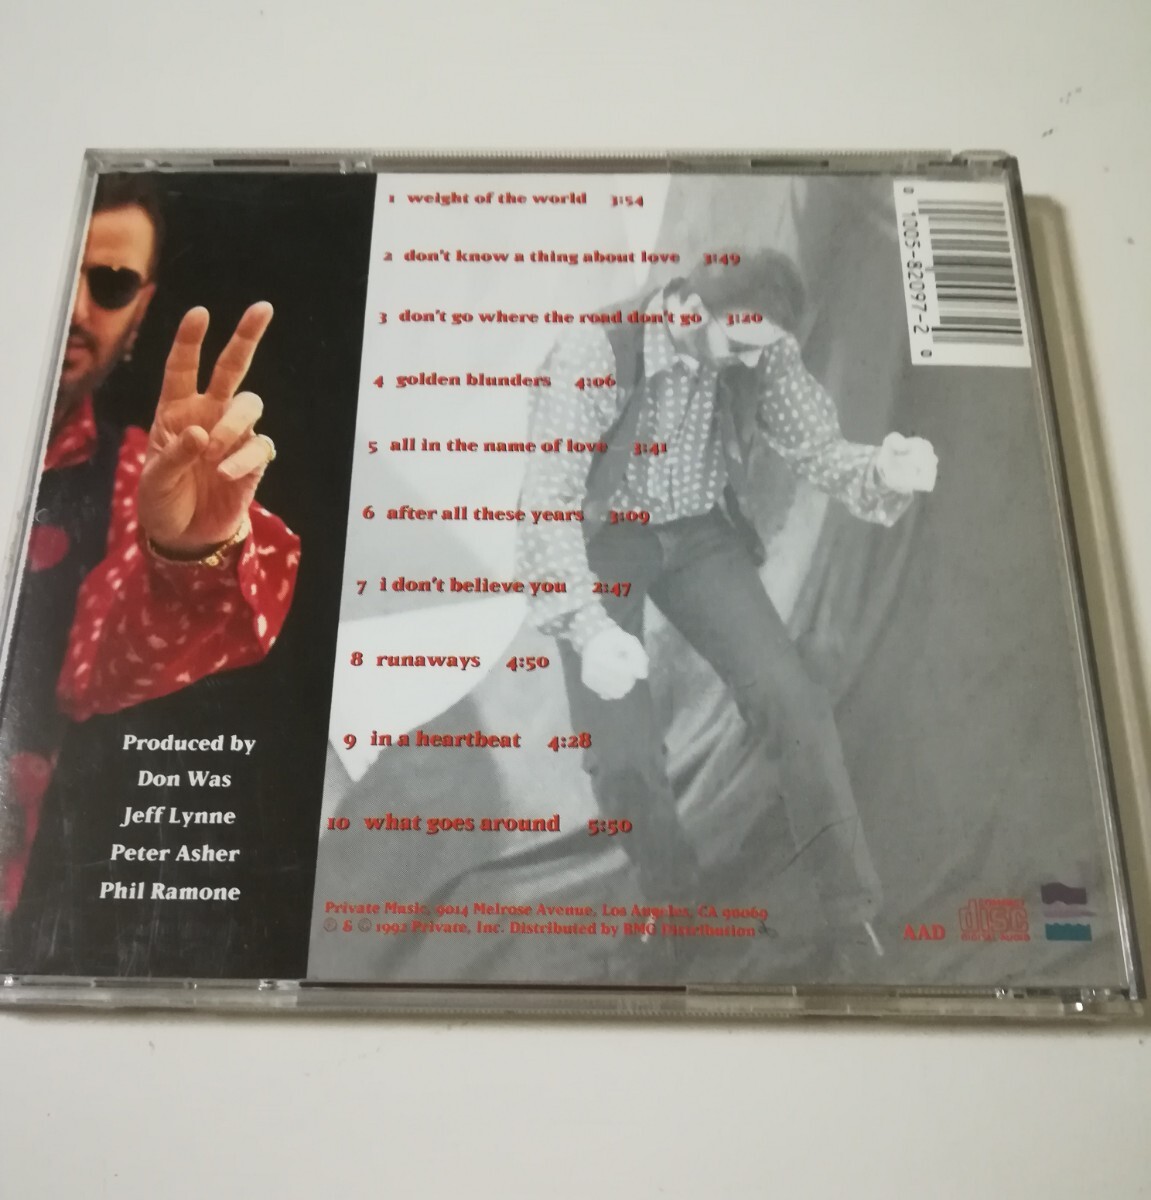 1 weight of the world 3:54
2 don't know a thing about love 3:49
3 don't go where the road don't go 3:20
4 golden blunders 4:06
5 all in the name of love 3:41
6 after all these years 3:09
7 i don't believe you 2:47
8 runaways 4:50
9 in a heartbeat 4:28
10 what goes around 5:50
Produced by
Don Was
Jeff Lynne
Peter Asher
Phil Ramone
Private Music, 9014 Melrose Avenue, Los Angeles, CA 90069
℗ & © 1992 Private, Inc. Distributed by BMG Distribution
AAD
COMPACT
disc
DIGITAL AUDIO
0 1005-82097-2 0